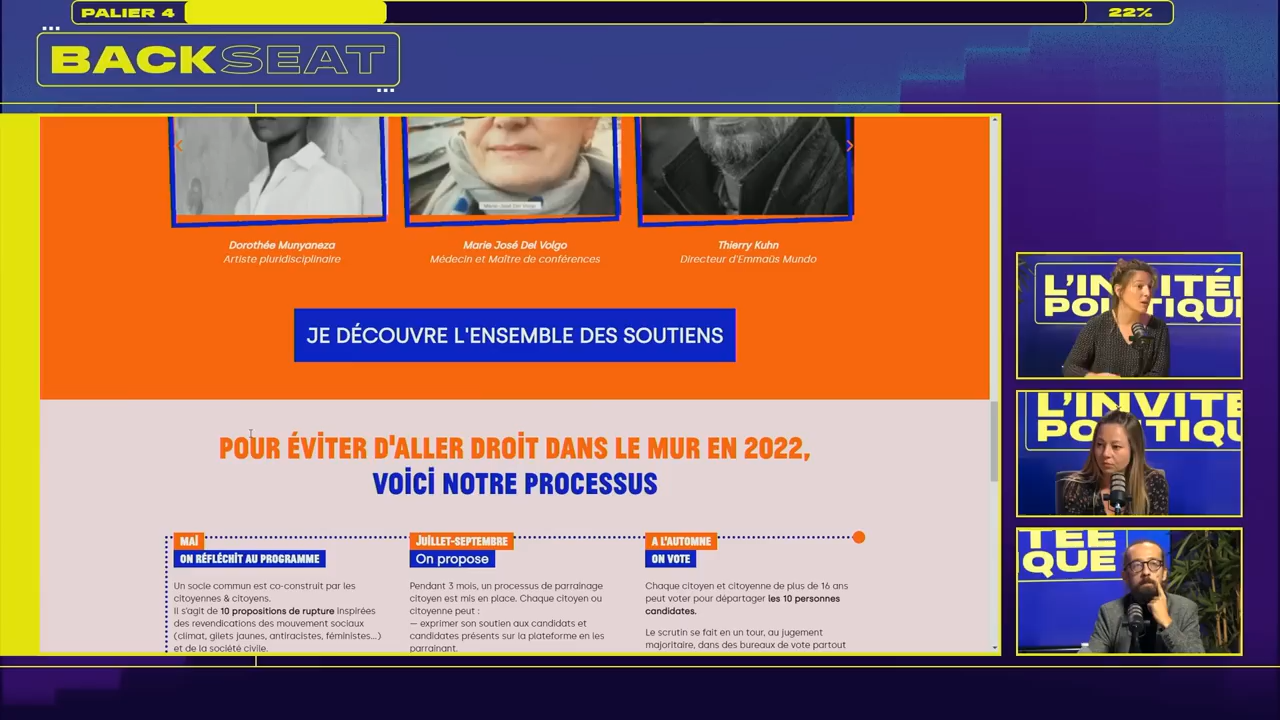 PALIER 4
22%
BACKSEAT
Dorothée Munyaneza
Artiste pluridisciplinaire
Marie José Del Volgo
Médecin et Maître de conférences
Thierry Kuhn
Directeur d'Emmaüs Mundo
JE DÉCOUVRE L'ENSEMBLE DES SOUTIENS
POUR ÉVITER D'ALLER DROIT DANS LE MUR EN 2022,
VOICI NOTRE PROCESSUS
MAI
ON RÉFLÉCHIT AU PROGRAMME
Un socle commun est co-construit par les
citoyennes & citoyens.
Il s'agit de 10 propositions de rupture inspirées
des revendications des mouvement sociaux
(climat, gilets jaunes, antiracistes, féministes...)
et de la société civile.
JUILLET-SEPTEMBRE
On propose
Pendant 3 mois, un processus de parrainage
citoyen est mis en place. Chaque citoyen ou
citoyenne peut :
— exprimer son soutien aux candidats et
candidates présents sur la plateforme en les
parrainant.
A L'AUTOMNE
ON VOTE
Chaque citoyen et citoyenne de plus de 16 ans
peut voter pour départager les 10 personnes
candidates.
Le scrutin se fait en un tour, au jugement
majoritaire, dans des bureaux de vote partout
L'IN ITÉE
POLITIQUE
L'INVITÉ
POLITIQU
TÉE
IQUE